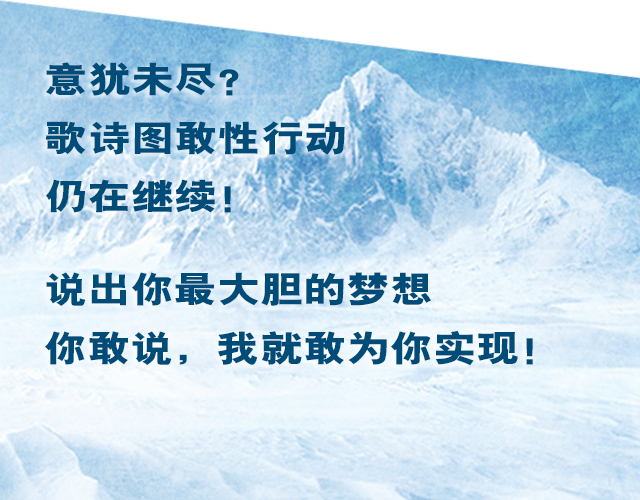 意犹未尽?
歌诗图敢性行动
仍在继续!
说出你最大胆的梦想
你敢说，我就敢为你实现!